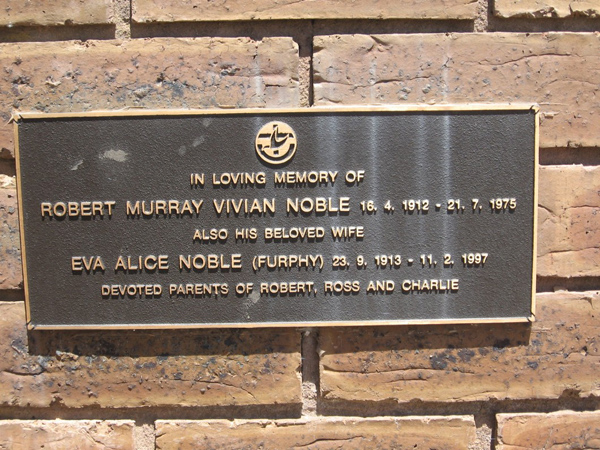 IN LOVING MEMORY OF
ROBERT MURRAY VIVIAN NOBLE 16. 4. 1912 - 21. 7. 1975
ALSO HIS BELOVED WIFE
EVA ALICE NOBLE (FURPHY) 23. 9. 1913 - 11. 2. 1997
DEVOTED PARENTS OF ROBERT, ROSS AND CHARLIE